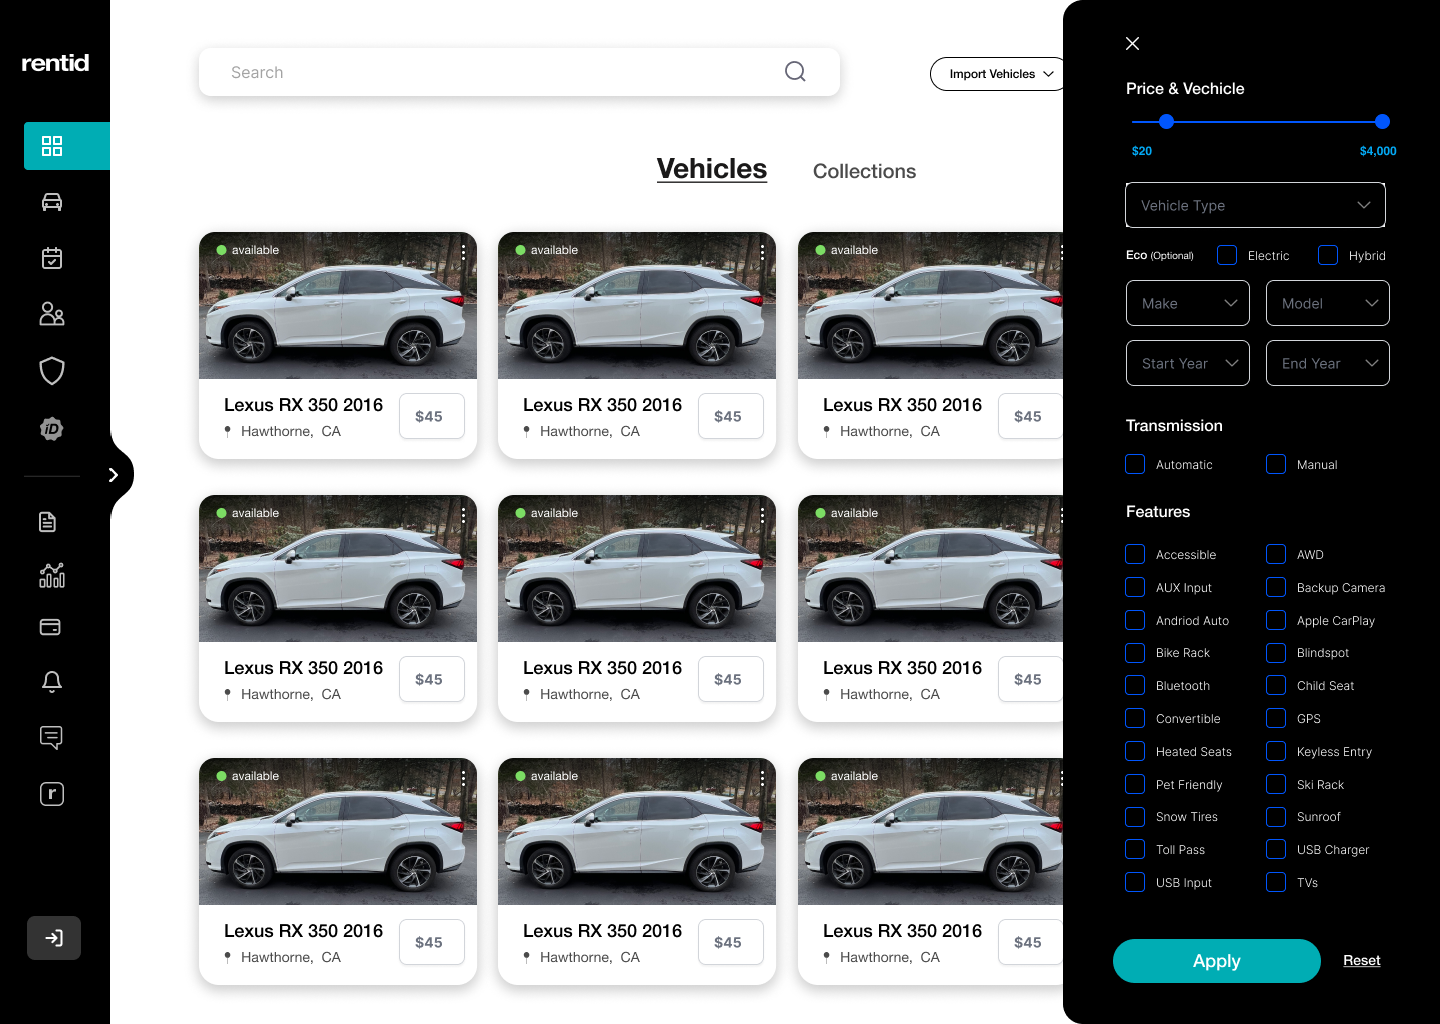 rentid
Search
Import Vehicles
Vehicles
Collections
available
available
available
Lexus RX 350 2016
$45
Hawthorne, CA
Lexus RX 350 2016
$45
Hawthorne, CA
Lexus RX 350 2016
$45
Hawthorne, CA
available
available
available
Lexus RX 350 2016
$45
Hawthorne, CA
Lexus RX 350 2016
$45
Hawthorne, CA
Lexus RX 350 2016
$45
Hawthorne, CA
available
available
available
Lexus RX 350 2016
$45
Hawthorne, CA
Lexus RX 350 2016
$45
Hawthorne, CA
Lexus RX 350 2016
$45
Hawthorne, CA
iD
r
Price & Vechicle
$20
$4,000
Vehicle Type
Eco (Optional)
Electric
Hybrid
Make
Model
Start Year
End Year
Transmission
Automatic
Manual
Features
Accessible
AWD
AUX Input
Backup Camera
Andriod Auto
Apple CarPlay
Bike Rack
Blindspot
Bluetooth
Child Seat
Convertible
GPS
Heated Seats
Keyless Entry
Pet Friendly
Ski Rack
Snow Tires
Sunroof
Toll Pass
USB Charger
USB Input
TVs
Apply
Reset